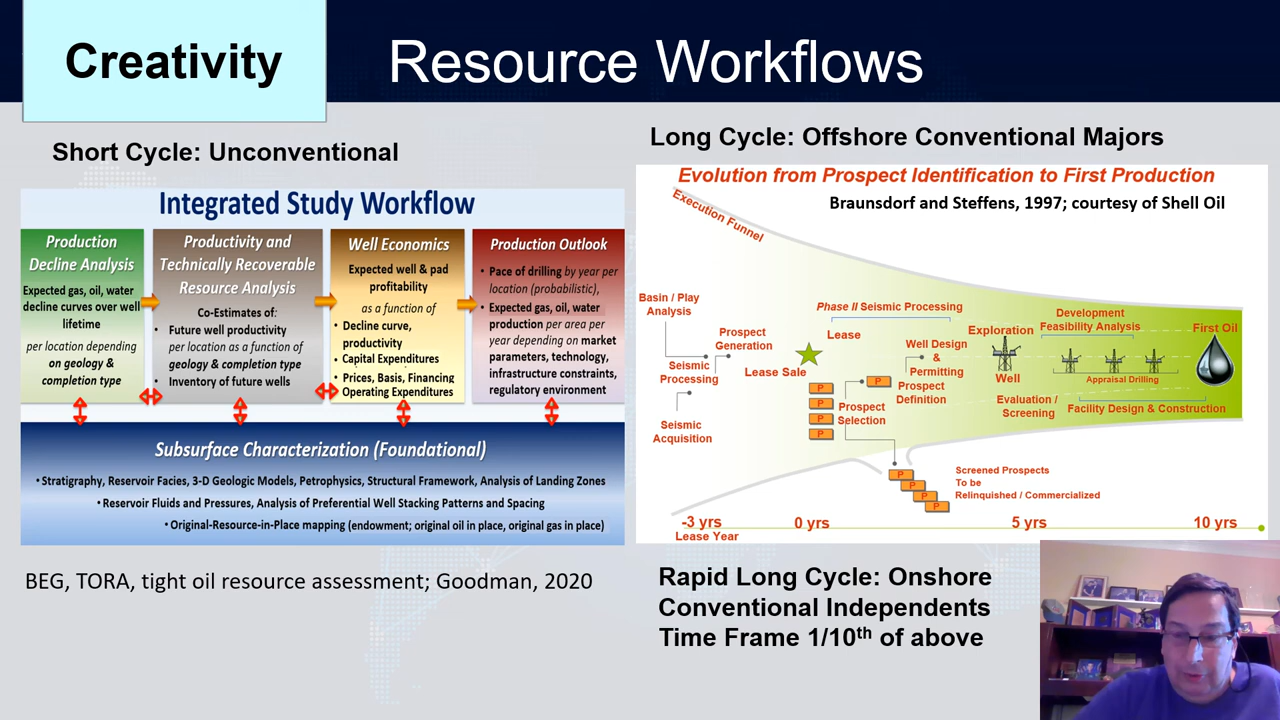 Creativity
Resource Workflows
Short Cycle: Unconventional
Integrated Study Workflow
Production
Decline Analysis
Expected gas, oil, water
decline curves over well
lifetime
per location depending
on geology &
completion type
Productivity and
Technically Recoverable
Resource Analysis
Co-Estimates of:
• Future well productivity
per location as a function of
geology & completion type
• Inventory of future wells
Well Economics
Expected well & pad
profitability
as a function of
• Decline curve,
productivity
• Capital Expenditures
• Prices, Basis, Financing
• Operating Expenditures
Production Outlook
• Pace of drilling by year per
location (probabilistic),
• Expected gas, oil, water
production per area per
year depending on market
parameters, technology,
infrastructure constraints,
regulatory environment
Subsurface Characterization (Foundational)
• Stratigraphy, Reservoir Facies, 3-D Geologic Models, Petrophysics, Structural Framework, Analysis of Landing Zones
• Reservoir Fluids and Pressures, Analysis of Preferential Well Stacking Patterns and Spacing
• Original-Resource-in-Place mapping (endowment; original oil in place, original gas in place)
BEG, TORA, tight oil resource assessment; Goodman, 2020
Long Cycle: Offshore Conventional Majors
Evolution from Prospect Identification to First Production
Braunsdorf and Steffens, 1997; courtesy of Shell Oil
Execution Funnel
Basin / Play
Analysis
Seismic
Processing
Seismic
Acquisition
Prospect
Generation
Lease Sale
Phase II Seismic Processing
Lease
P
P
P
P
P
Prospect
Selection
Well Design
&
Permitting
Prospect
Definition
Exploration
Well
Evaluation /
Screening
Development
Feasibility Analysis
Appraisal Drilling
Facility Design & Construction
First Oil
P
P
P
P
Screened Prospects
To be
Relinquished / Commercialized
-3 yrs
0 yrs
5 yrs
10 yrs
Lease Year
Rapid Long Cycle: Onshore
Conventional Independents
Time Frame 1/10th of above